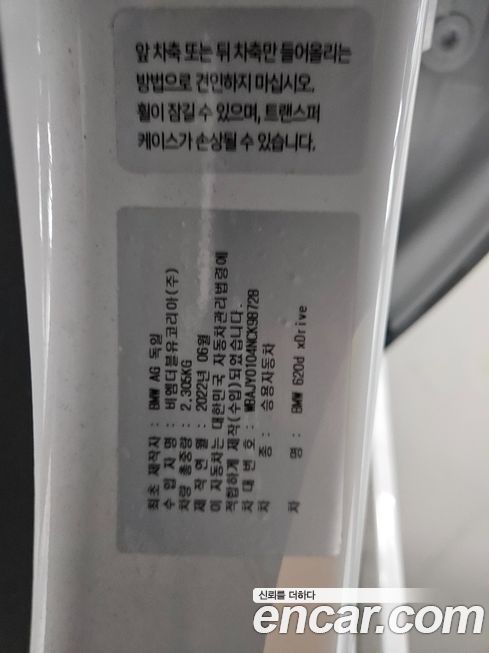 앞 차축 또는 뒤 차축만 들어올리는
방법으로 견인하지 마십시오.
휠이 잠길 수 있으며, 트랜스퍼
케이스가 손상될 수 있습니다.
최초 제작자 : BMW AG 독일
수 입 자 명 : 비엠더블유코리아(주)
차량 총중량 : 2,305KG
제 작 연 월 : 2022년 06월
이 자동차는 대한민국 자동차관리법령에
적합하게 제작(수입)되었습니다.
차 대 번 호 : WBAJY0104NCK98728
차 종 : 승용자동차
차 명 : BMW 620d xDrive
신뢰를 더하다
encar.com